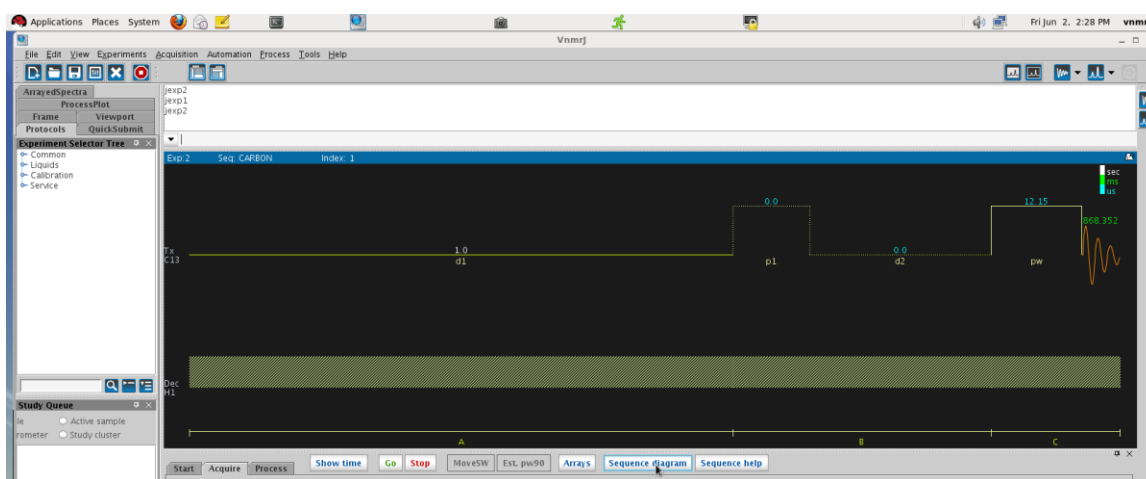 Applications Places System
Fri Jun 2, 2:28 PM vnmr
VnmrJ
File Edit View Experiments Acquisition Automation Process Tools Help
ArrayedSpectra
ProcessPlot
Frame Viewport
Protocols QuickSubmit
Experiment Selector Tree
Common
Liquids
Calibration
Service
jexp2
jexp1
jexp2
Exp:2 Seq: CARBON Index: 1
sec
ms
us
0.0
12.15
868.352
Tx
C13
1.0
d1
p1
0.0
d2
pw
Dec
H1
A
B
C
Study Queue
le Active sample
rometer Study cluster
Start Acquire Process
Show time Go Stop MoveSW Est. pw90 Arrays Sequence diagram Sequence help